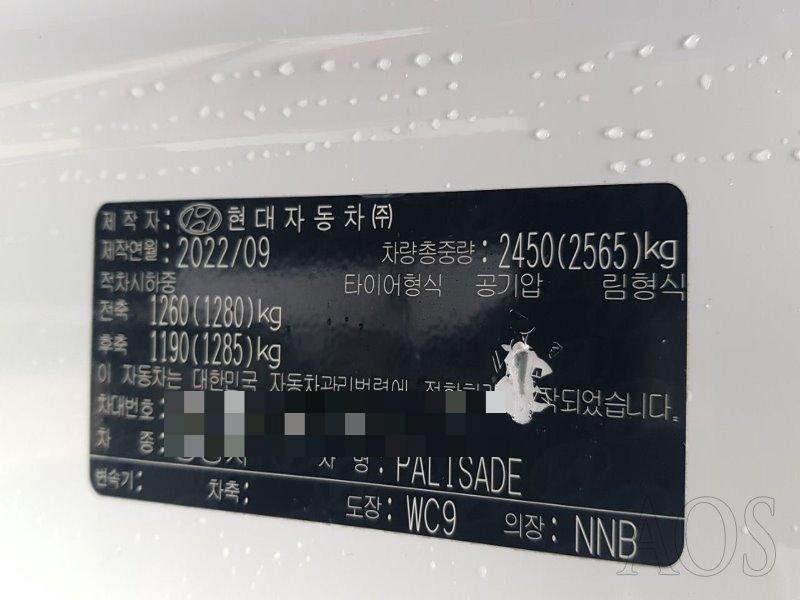 제작자: 현대자동차㈜
제작연월: 2022/09 차량총중량: 2450(2565)kg
적차시하중 타이어형식 공기압 림형식
전축 1260(1280)kg
후축 1190(1285)kg
이 자동차는 대한민국 자동차관리법령에 작되었습니다.
차대번호:
차 종: 차 명: PALISADE
변속기: 차축: 도장: WC9 의장: NNB
AOS